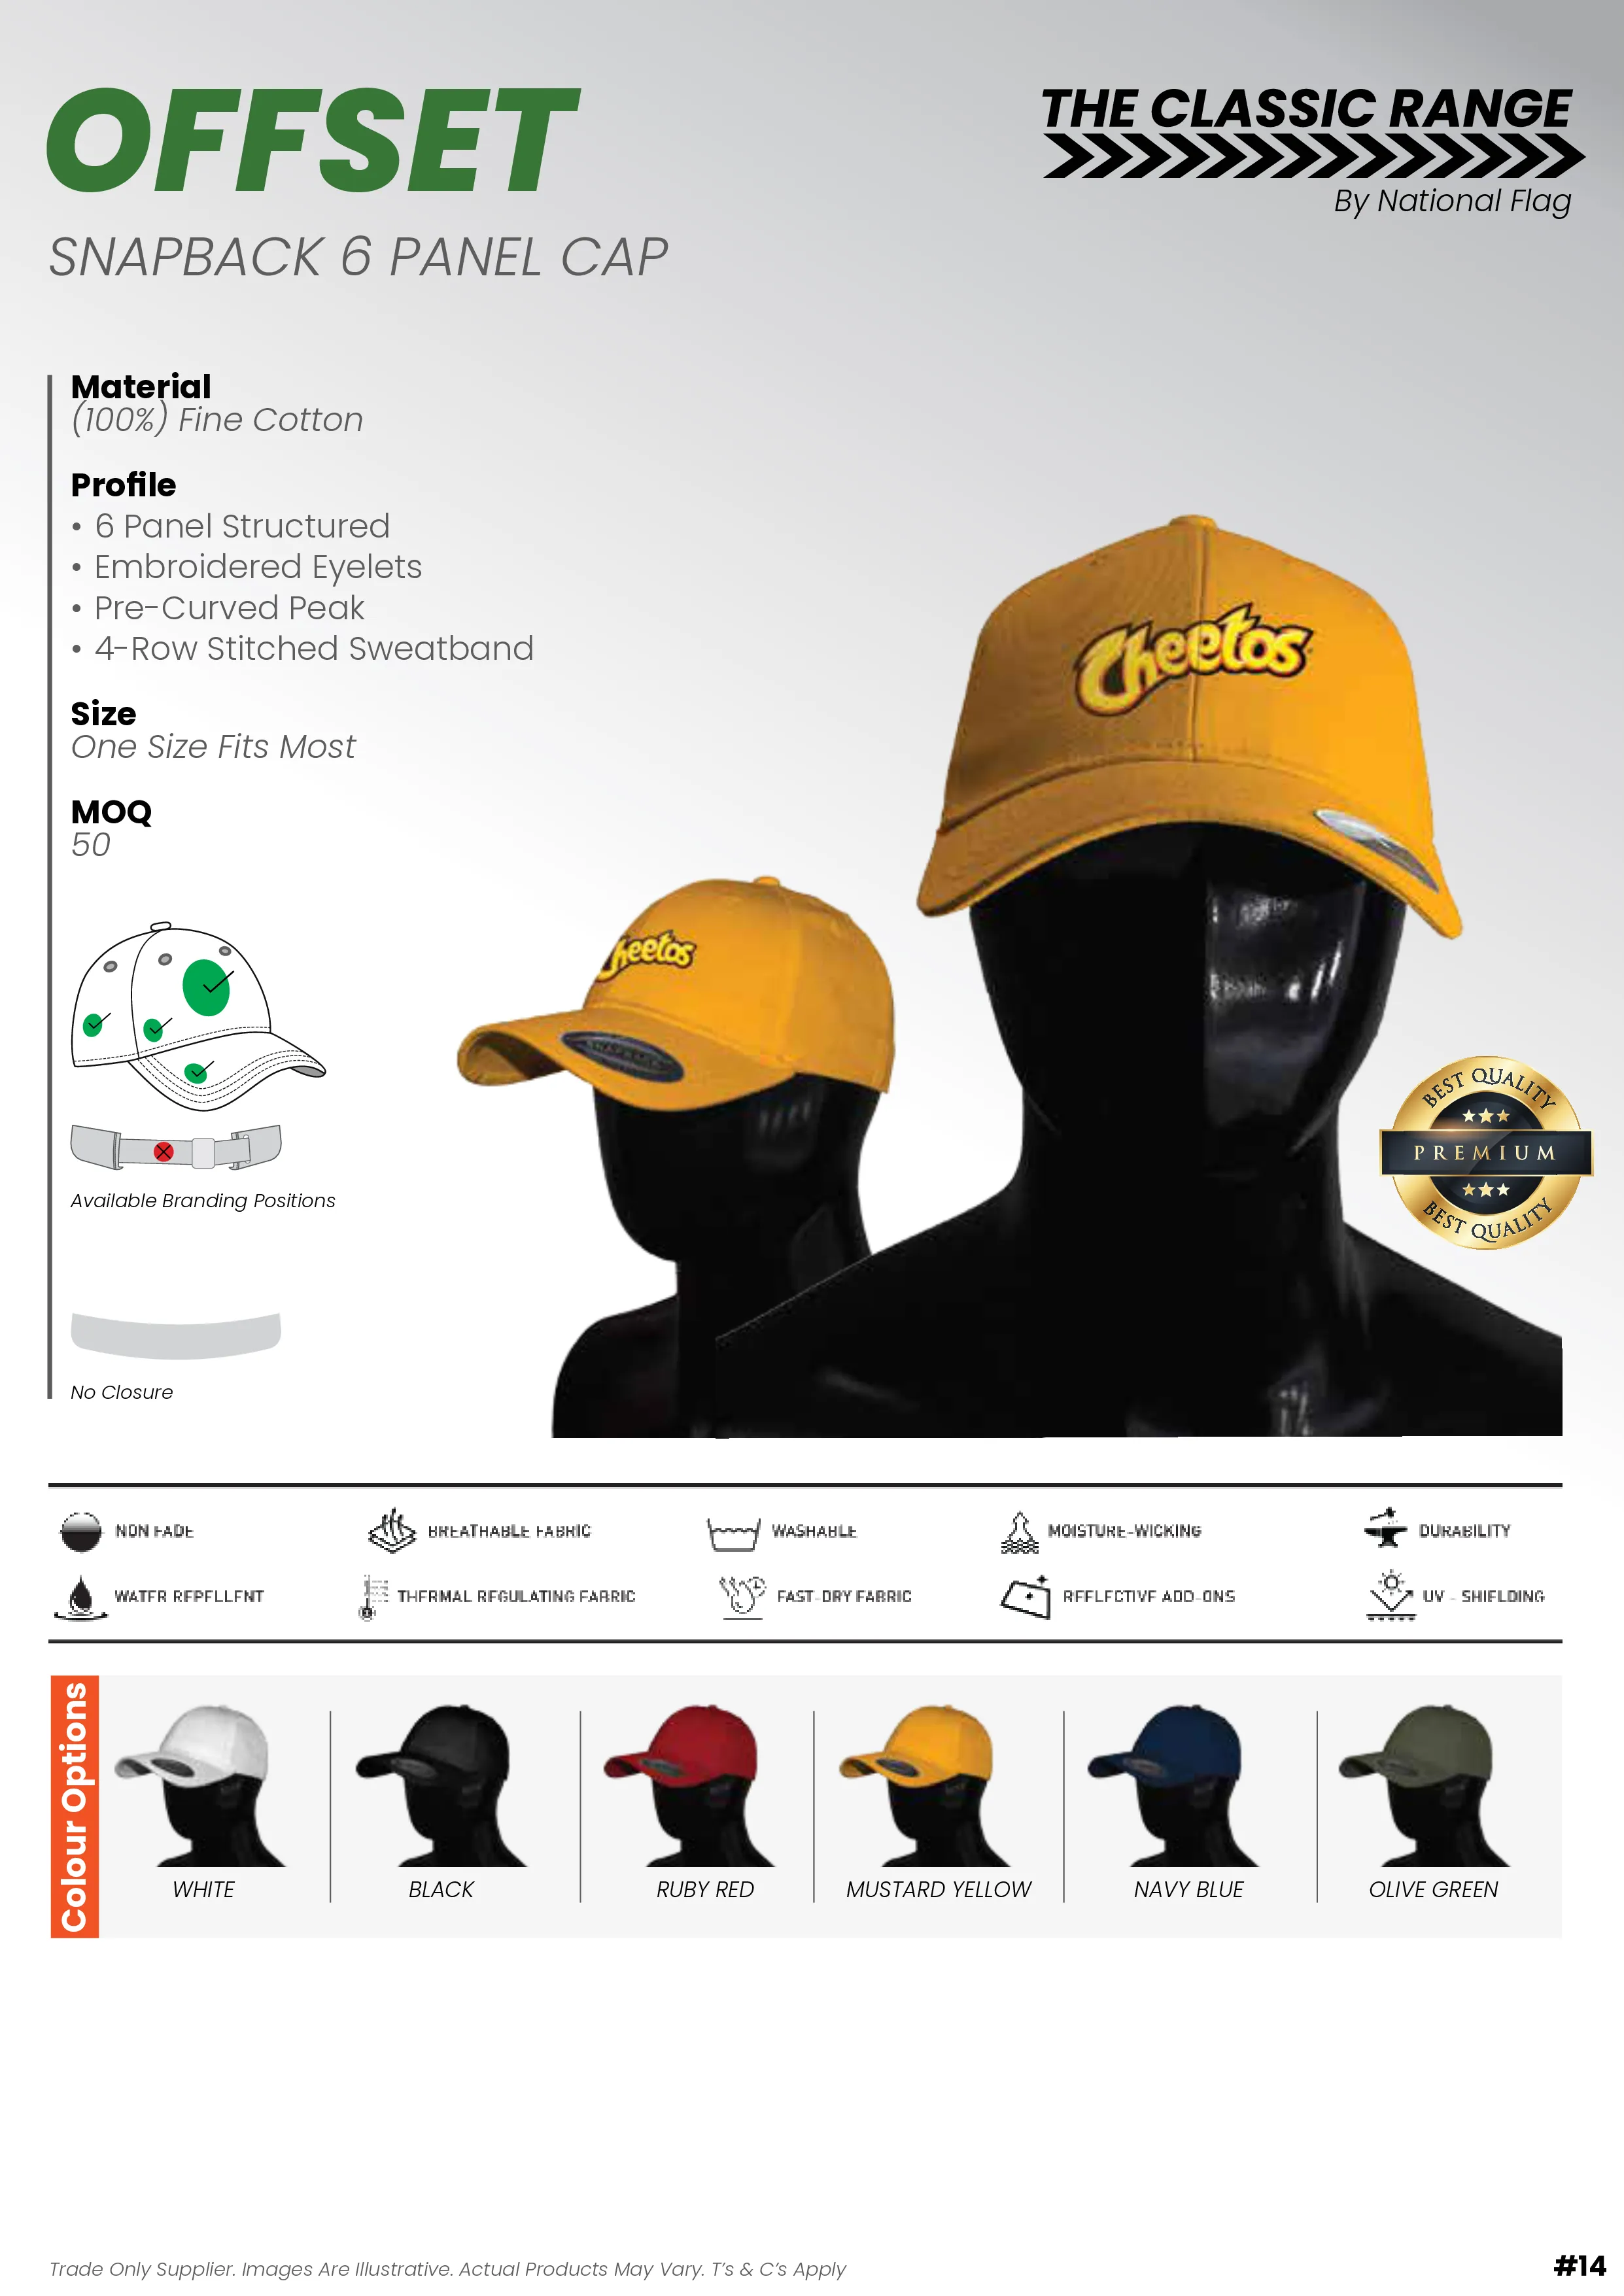 OFFSET
SNAPBACK 6 PANEL CAP
THE CLASSIC RANGE
By National Flag
Material
(100%) Fine Cotton
Profile
• 6 Panel Structured
• Embroidered Eyelets
• Pre-Curved Peak
• 4-Row Stitched Sweatband
Size
One Size Fits Most
MOQ
50
Available Branding Positions
No Closure
Cheetos
Cheetos
BEST QUALITY
PREMIUM
BEST QUALITY
NON FADE
BREATHABLE FABRIC
WASHABLE
MOISTURE-WICKING
DURABILITY
WATER REPELLENT
THERMAL REGULATING FABRIC
FAST-DRY FABRIC
REFLECTIVE ADD-ONS
UV - SHIELDING
Colour Options
WHITE
BLACK
RUBY RED
MUSTARD YELLOW
NAVY BLUE
OLIVE GREEN
Trade Only Supplier. Images Are Illustrative. Actual Products May Vary. T's & C's Apply
#14